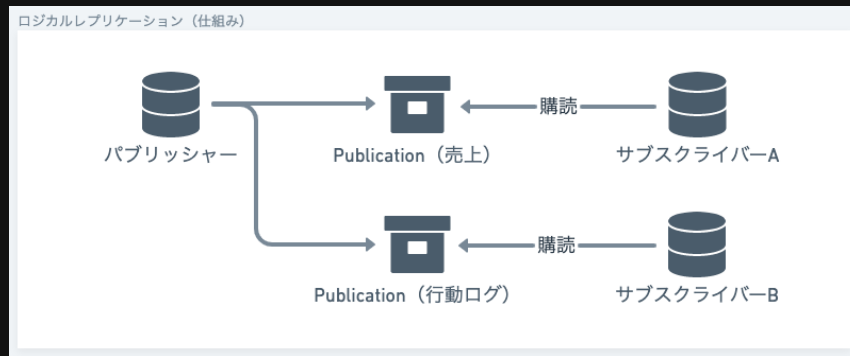 ロジカルレプリケーション（仕組み）
購読
パブリッシャー
Publication（売上）
サブスクライバーA
購読
Publication（行動ログ）
サブスクライバーB